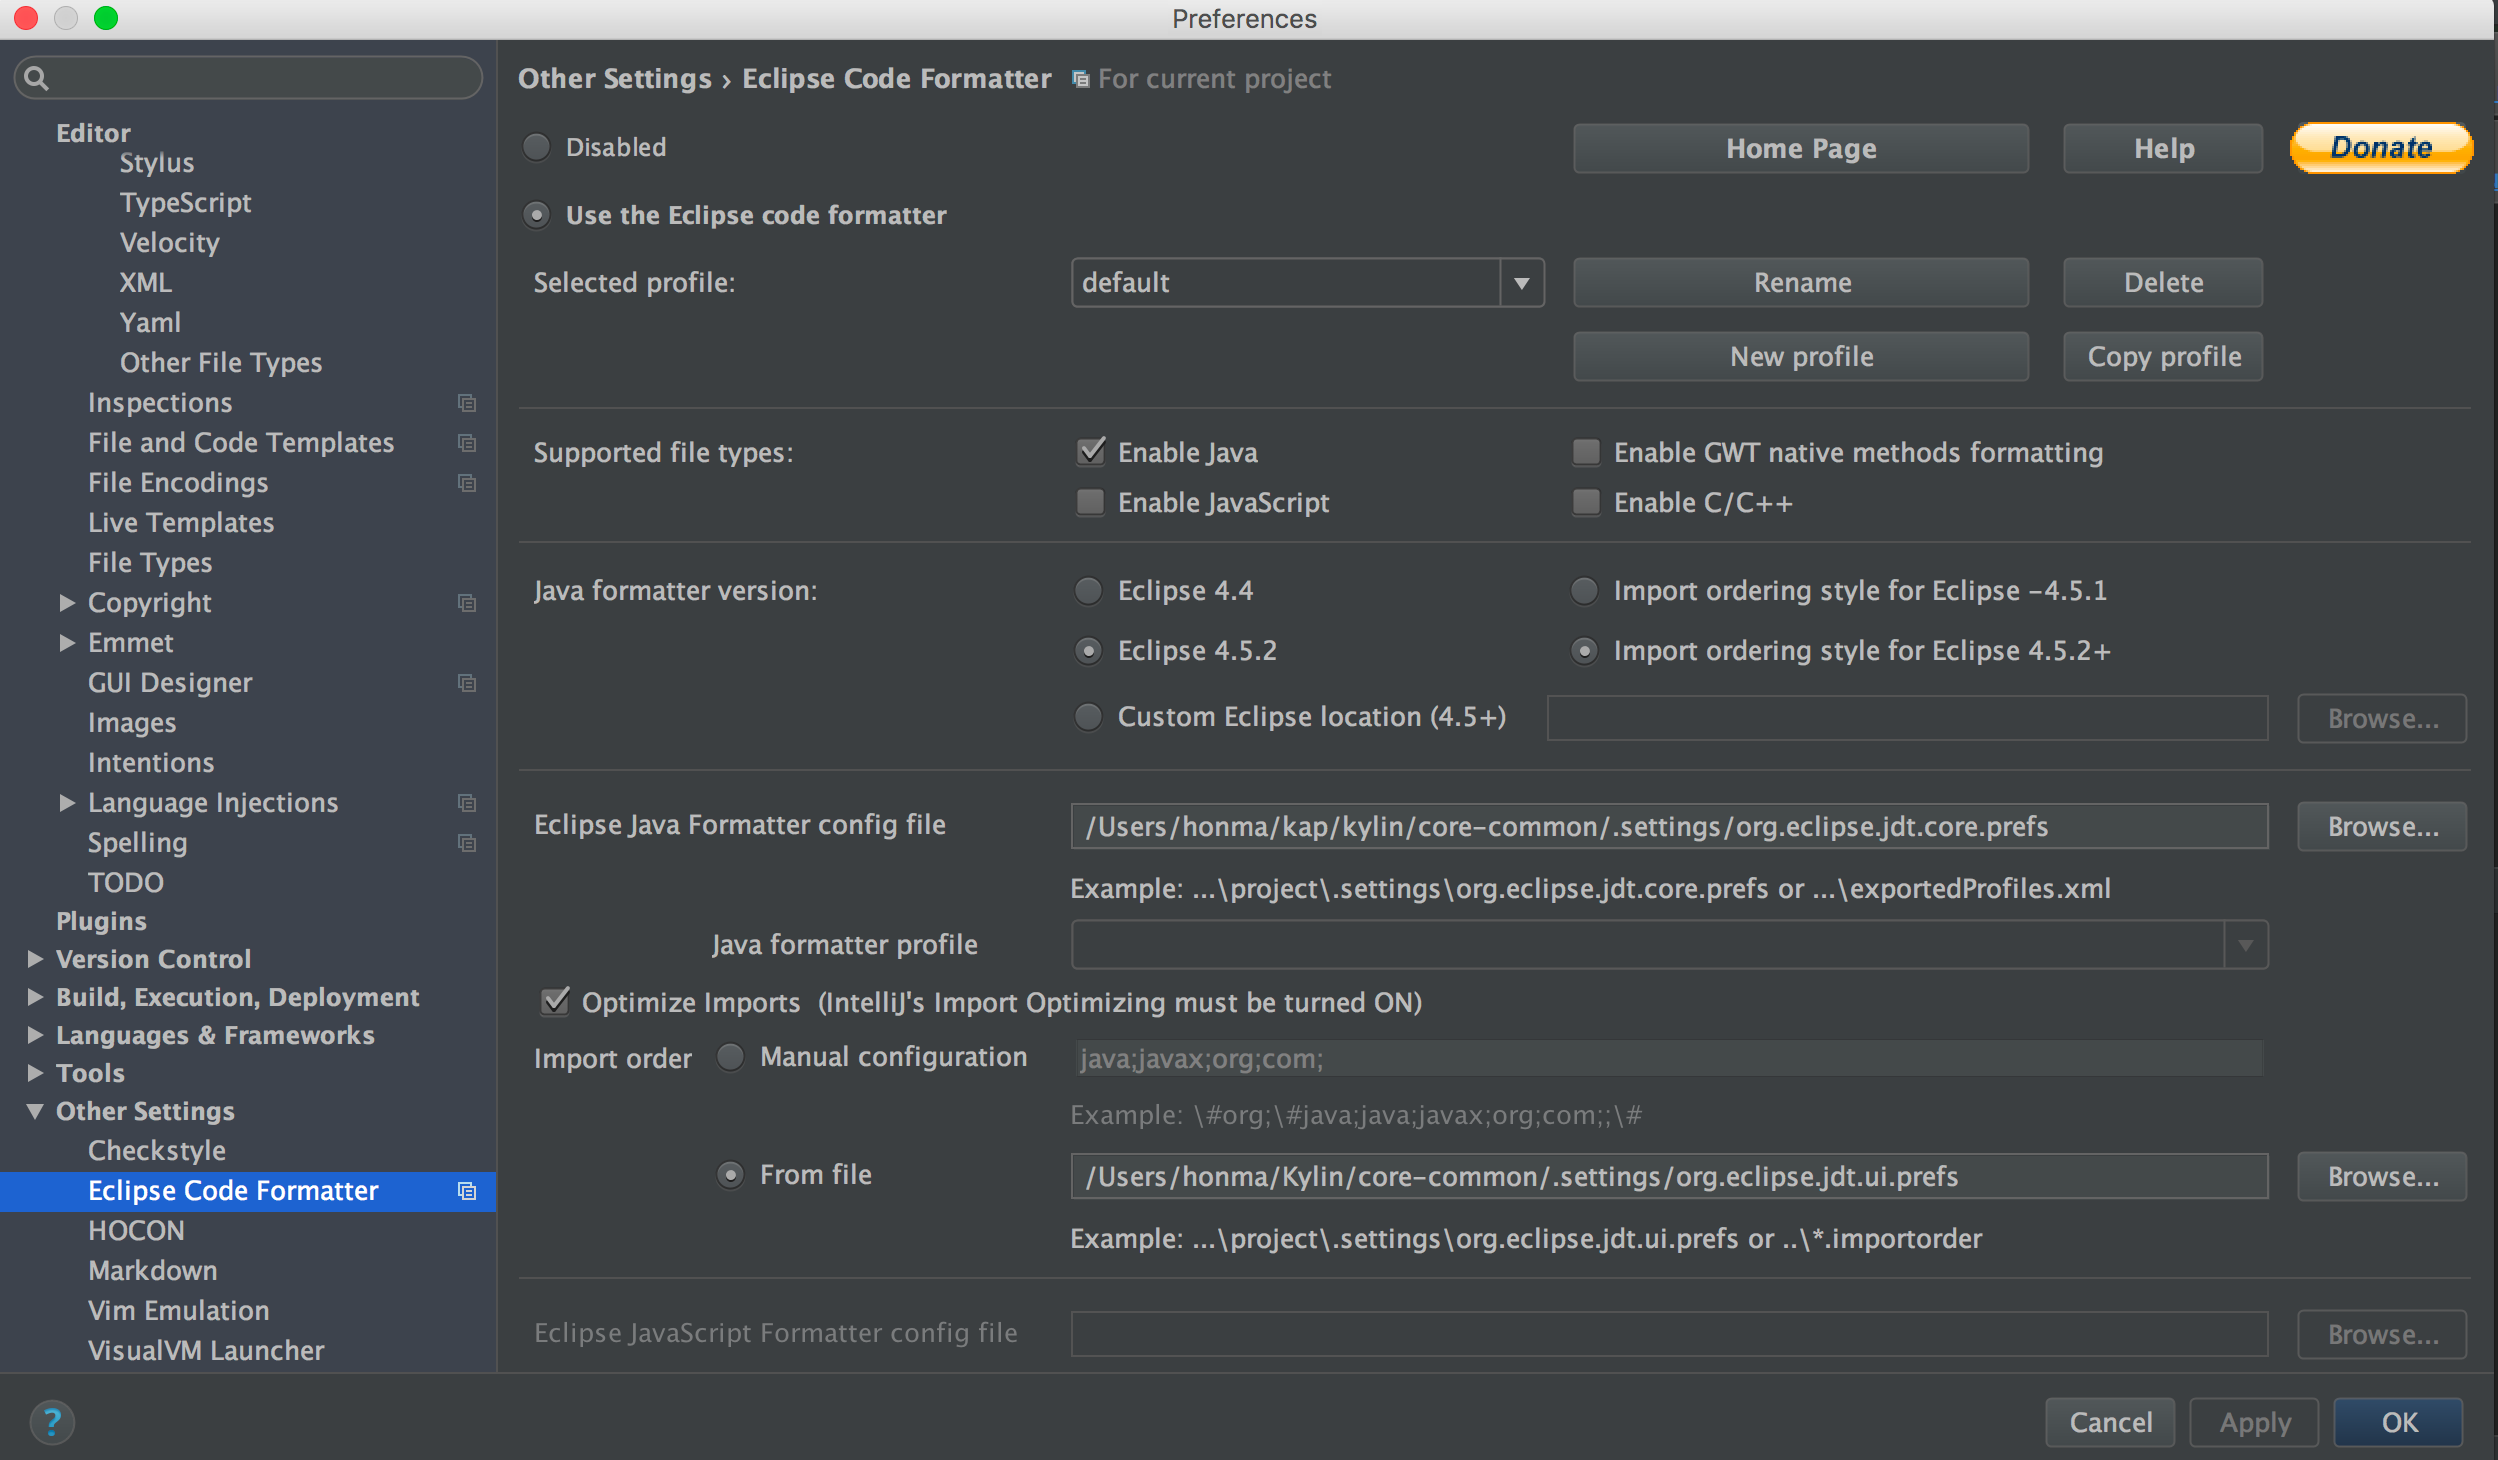 Preferences
Editor
Stylus
TypeScript
Velocity
XML
Yaml
Other File Types
Inspections
File and Code Templates
File Encodings
Live Templates
File Types
Copyright
Emmet
GUI Designer
Images
Intentions
Language Injections
Spelling
TODO
Plugins
Version Control
Build, Execution, Deployment
Languages & Frameworks
Tools
Other Settings
Checkstyle
Eclipse Code Formatter
HOCON
Markdown
Vim Emulation
VisualVM Launcher
Other Settings › Eclipse Code Formatter For current project
Disabled Home Page Help Donate
Use the Eclipse code formatter
Selected profile: default Rename Delete
New profile Copy profile
Supported file types: Enable Java Enable GWT native methods formatting
Enable JavaScript Enable C/C++
Java formatter version: Eclipse 4.4 Import ordering style for Eclipse -4.5.1
Eclipse 4.5.2 Import ordering style for Eclipse 4.5.2+
Custom Eclipse location (4.5+) Browse...
Eclipse Java Formatter config file /Users/honma/kap/kylin/core-common/.settings/org.eclipse.jdt.core.prefs Browse...
Example: ...\project\.settings\org.eclipse.jdt.core.prefs or ...\exportedProfiles.xml
Java formatter profile
Optimize Imports (IntelliJ's Import Optimizing must be turned ON)
Import order Manual configuration java;javax;org;com;
Example: \#org;\#java;java;javax;org;com;;\#
From file /Users/honma/Kylin/core-common/.settings/org.eclipse.jdt.ui.prefs Browse...
Example: ...\project\.settings\org.eclipse.jdt.ui.prefs or ..\*.importorder
Eclipse JavaScript Formatter config file Browse...
? Cancel Apply OK